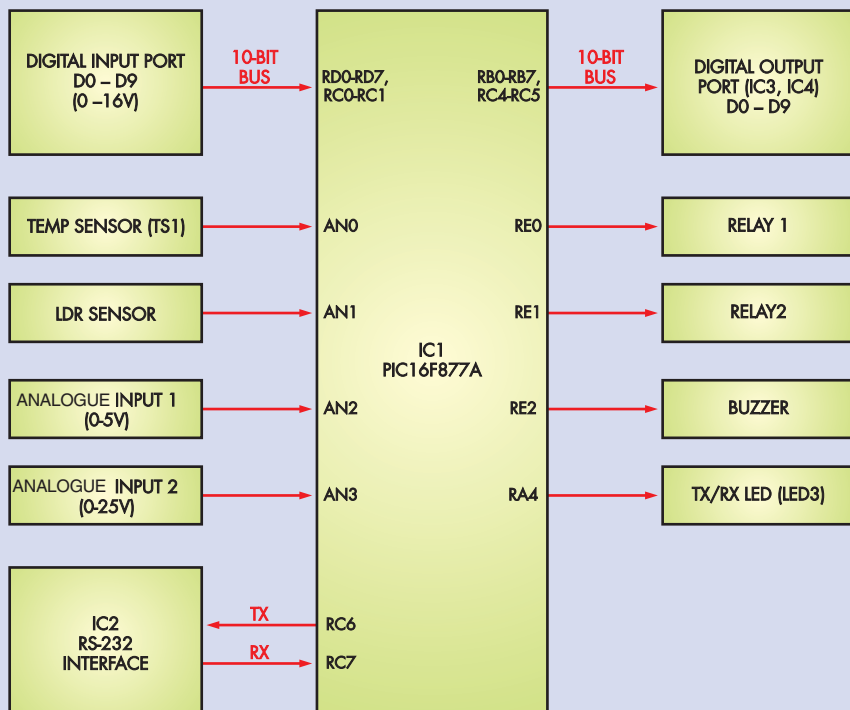 DIGITAL INPUT PORT
D0 – D9
(0 –16V)
10-BIT
BUS
RD0-RD7,
RC0-RC1
RB0-RB7,
RC4-RC5
10-BIT
BUS
DIGITAL OUTPUT
PORT (IC3, IC4)
D0 – D9
TEMP SENSOR (TS1)
AN0
RE0
RELAY 1
LDR SENSOR
AN1
RE1
RELAY2
IC1
PIC16F877A
ANALOGUE INPUT 1
(0-5V)
AN2
RE2
BUZZER
ANALOGUE INPUT 2
(0-25V)
AN3
RA4
TX/RX LED (LED3)
IC2
RS-232
INTERFACE
TX
RC6
RX
RC7